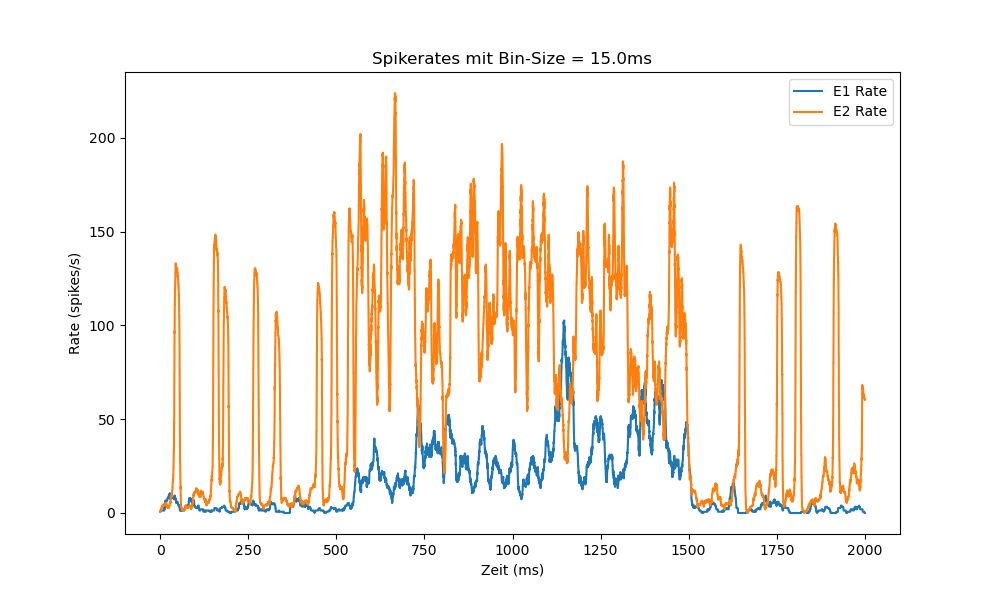 Spikerates mit Bin-Size = 15.0ms
E1 Rate
E2 Rate
Rate (spikes/s)
200
150
100
50
0
0 250 500 750 1000 1250 1500 1750 2000
Zeit (ms)